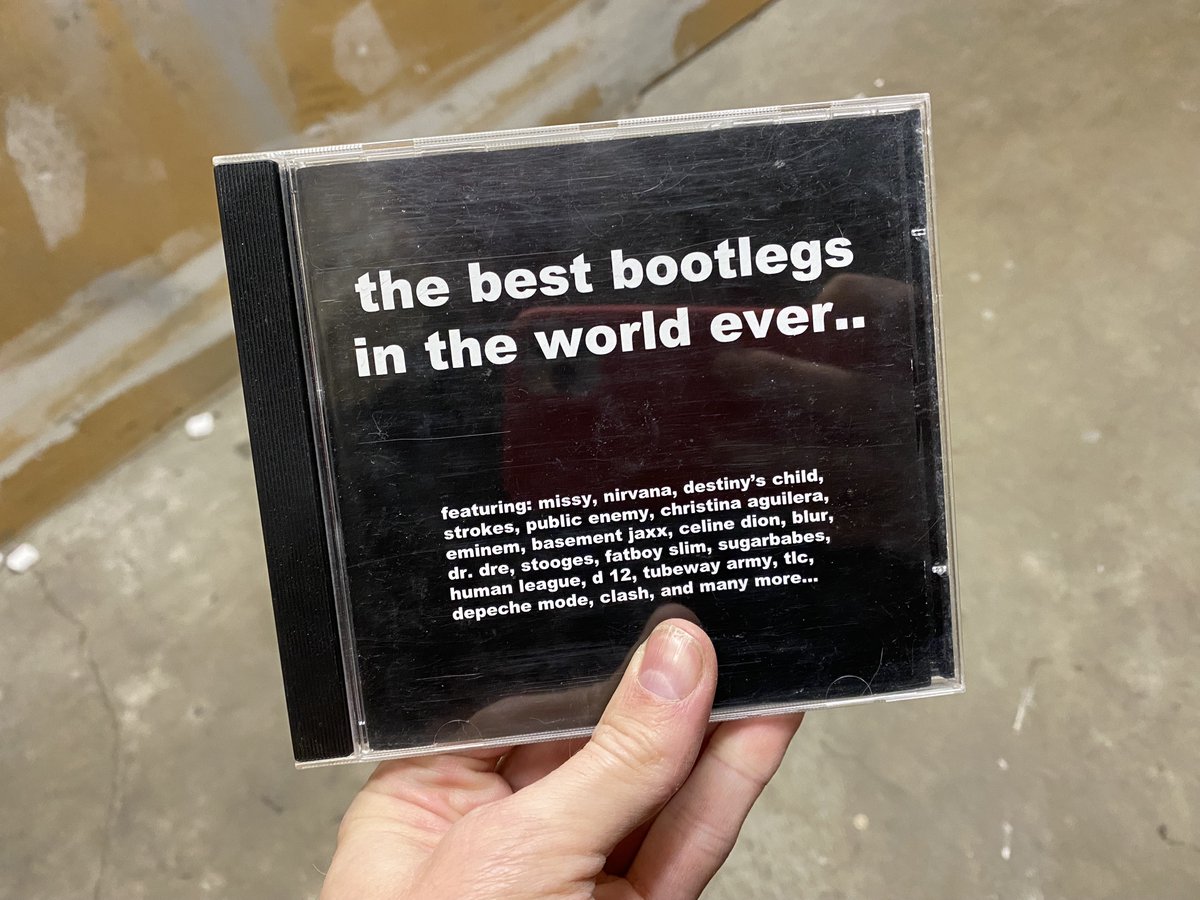 the best bootlegs
in the world ever..
featuring: missy, nirvana, destiny's child,
strokes, public enemy, christina aguilera,
eminem, basement jaxx, celine dion, blur,
dr. dre, stooges, fatboy slim, sugarbabes,
human league, d 12, tubeway army, tlc,
depeche mode, clash, and many more...